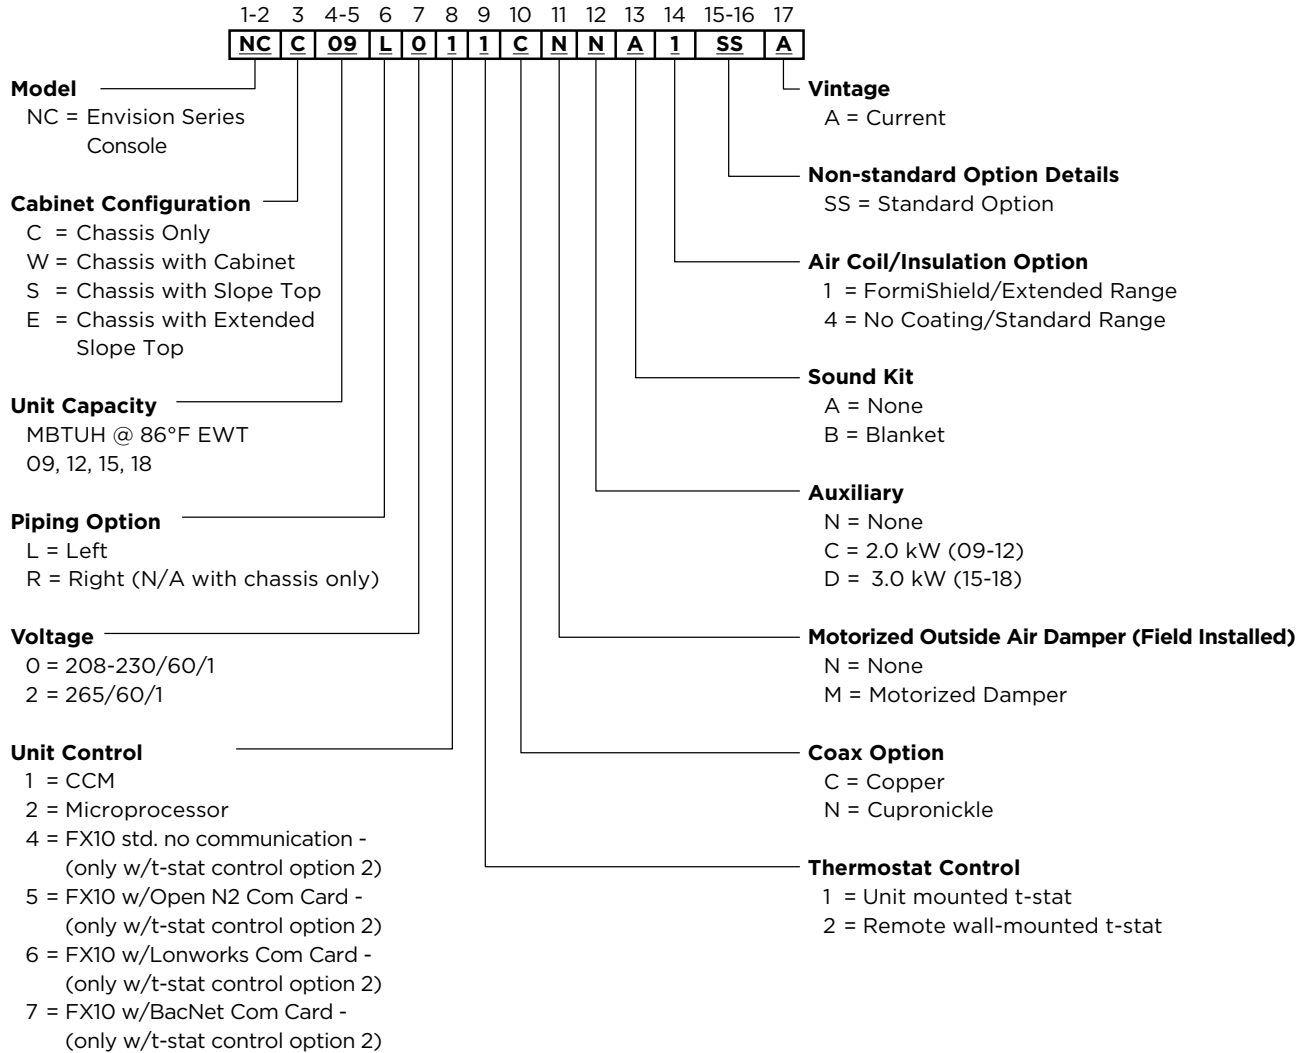 1-2 3 4-5 6 7 8 9 10 11 12 13 14 15-16 17
NC C 09 L 0 1 1 C N N A 1 SS A
Model
NC = Envision Series
Console
Cabinet Configuration
C = Chassis Only
W = Chassis with Cabinet
S = Chassis with Slope Top
E = Chassis with Extended
Slope Top
Unit Capacity
MBTUH @ 86°F EWT
09, 12, 15, 18
Piping Option
L = Left
R = Right (N/A with chassis only)
Voltage
0 = 208-230/60/1
2 = 265/60/1
Unit Control
1 = CCM
2 = Microprocessor
4 = FX10 std. no communication -
(only w/t-stat control option 2)
5 = FX10 w/Open N2 Com Card -
(only w/t-stat control option 2)
6 = FX10 w/Lonworks Com Card -
(only w/t-stat control option 2)
7 = FX10 w/BacNet Com Card -
(only w/t-stat control option 2)
Vintage
A = Current
Non-standard Option Details
SS = Standard Option
Air Coil/Insulation Option
1 = FormiShield/Extended Range
4 = No Coating/Standard Range
Sound Kit
A = None
B = Blanket
Auxiliary
N = None
C = 2.0 kW (09-12)
D = 3.0 kW (15-18)
Motorized Outside Air Damper (Field Installed)
N = None
M = Motorized Damper
Coax Option
C = Copper
N = Cupronickle
Thermostat Control
1 = Unit mounted t-stat
2 = Remote wall-mounted t-stat